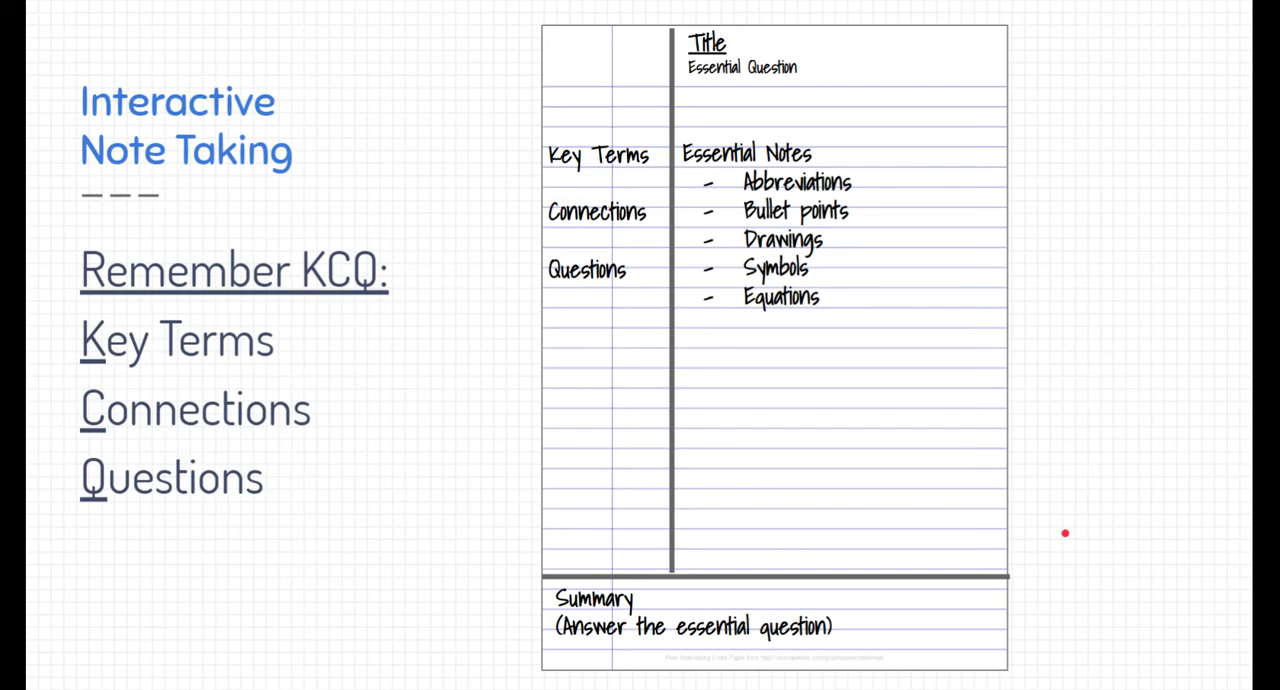 Interactive
Note Taking
Remember KCQ:
Key Terms
Connections
Questions
Title
Essential Question
Key Terms
Connections
Questions
Essential Notes
- Abbreviations
- Bullet points
- Drawings
- Symbols
- Equations
Summary
(Answer the essential question)